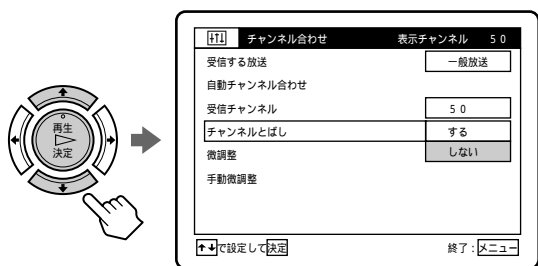 チャンネル合わせ 表示チャンネル 50
受信する放送 一般放送
自動チャンネル合わせ
受信チャンネル 50
チャンネルとばし する
しない
微調整
手動微調整
再生
決定
↑↓で設定して決定 終了:メニュー